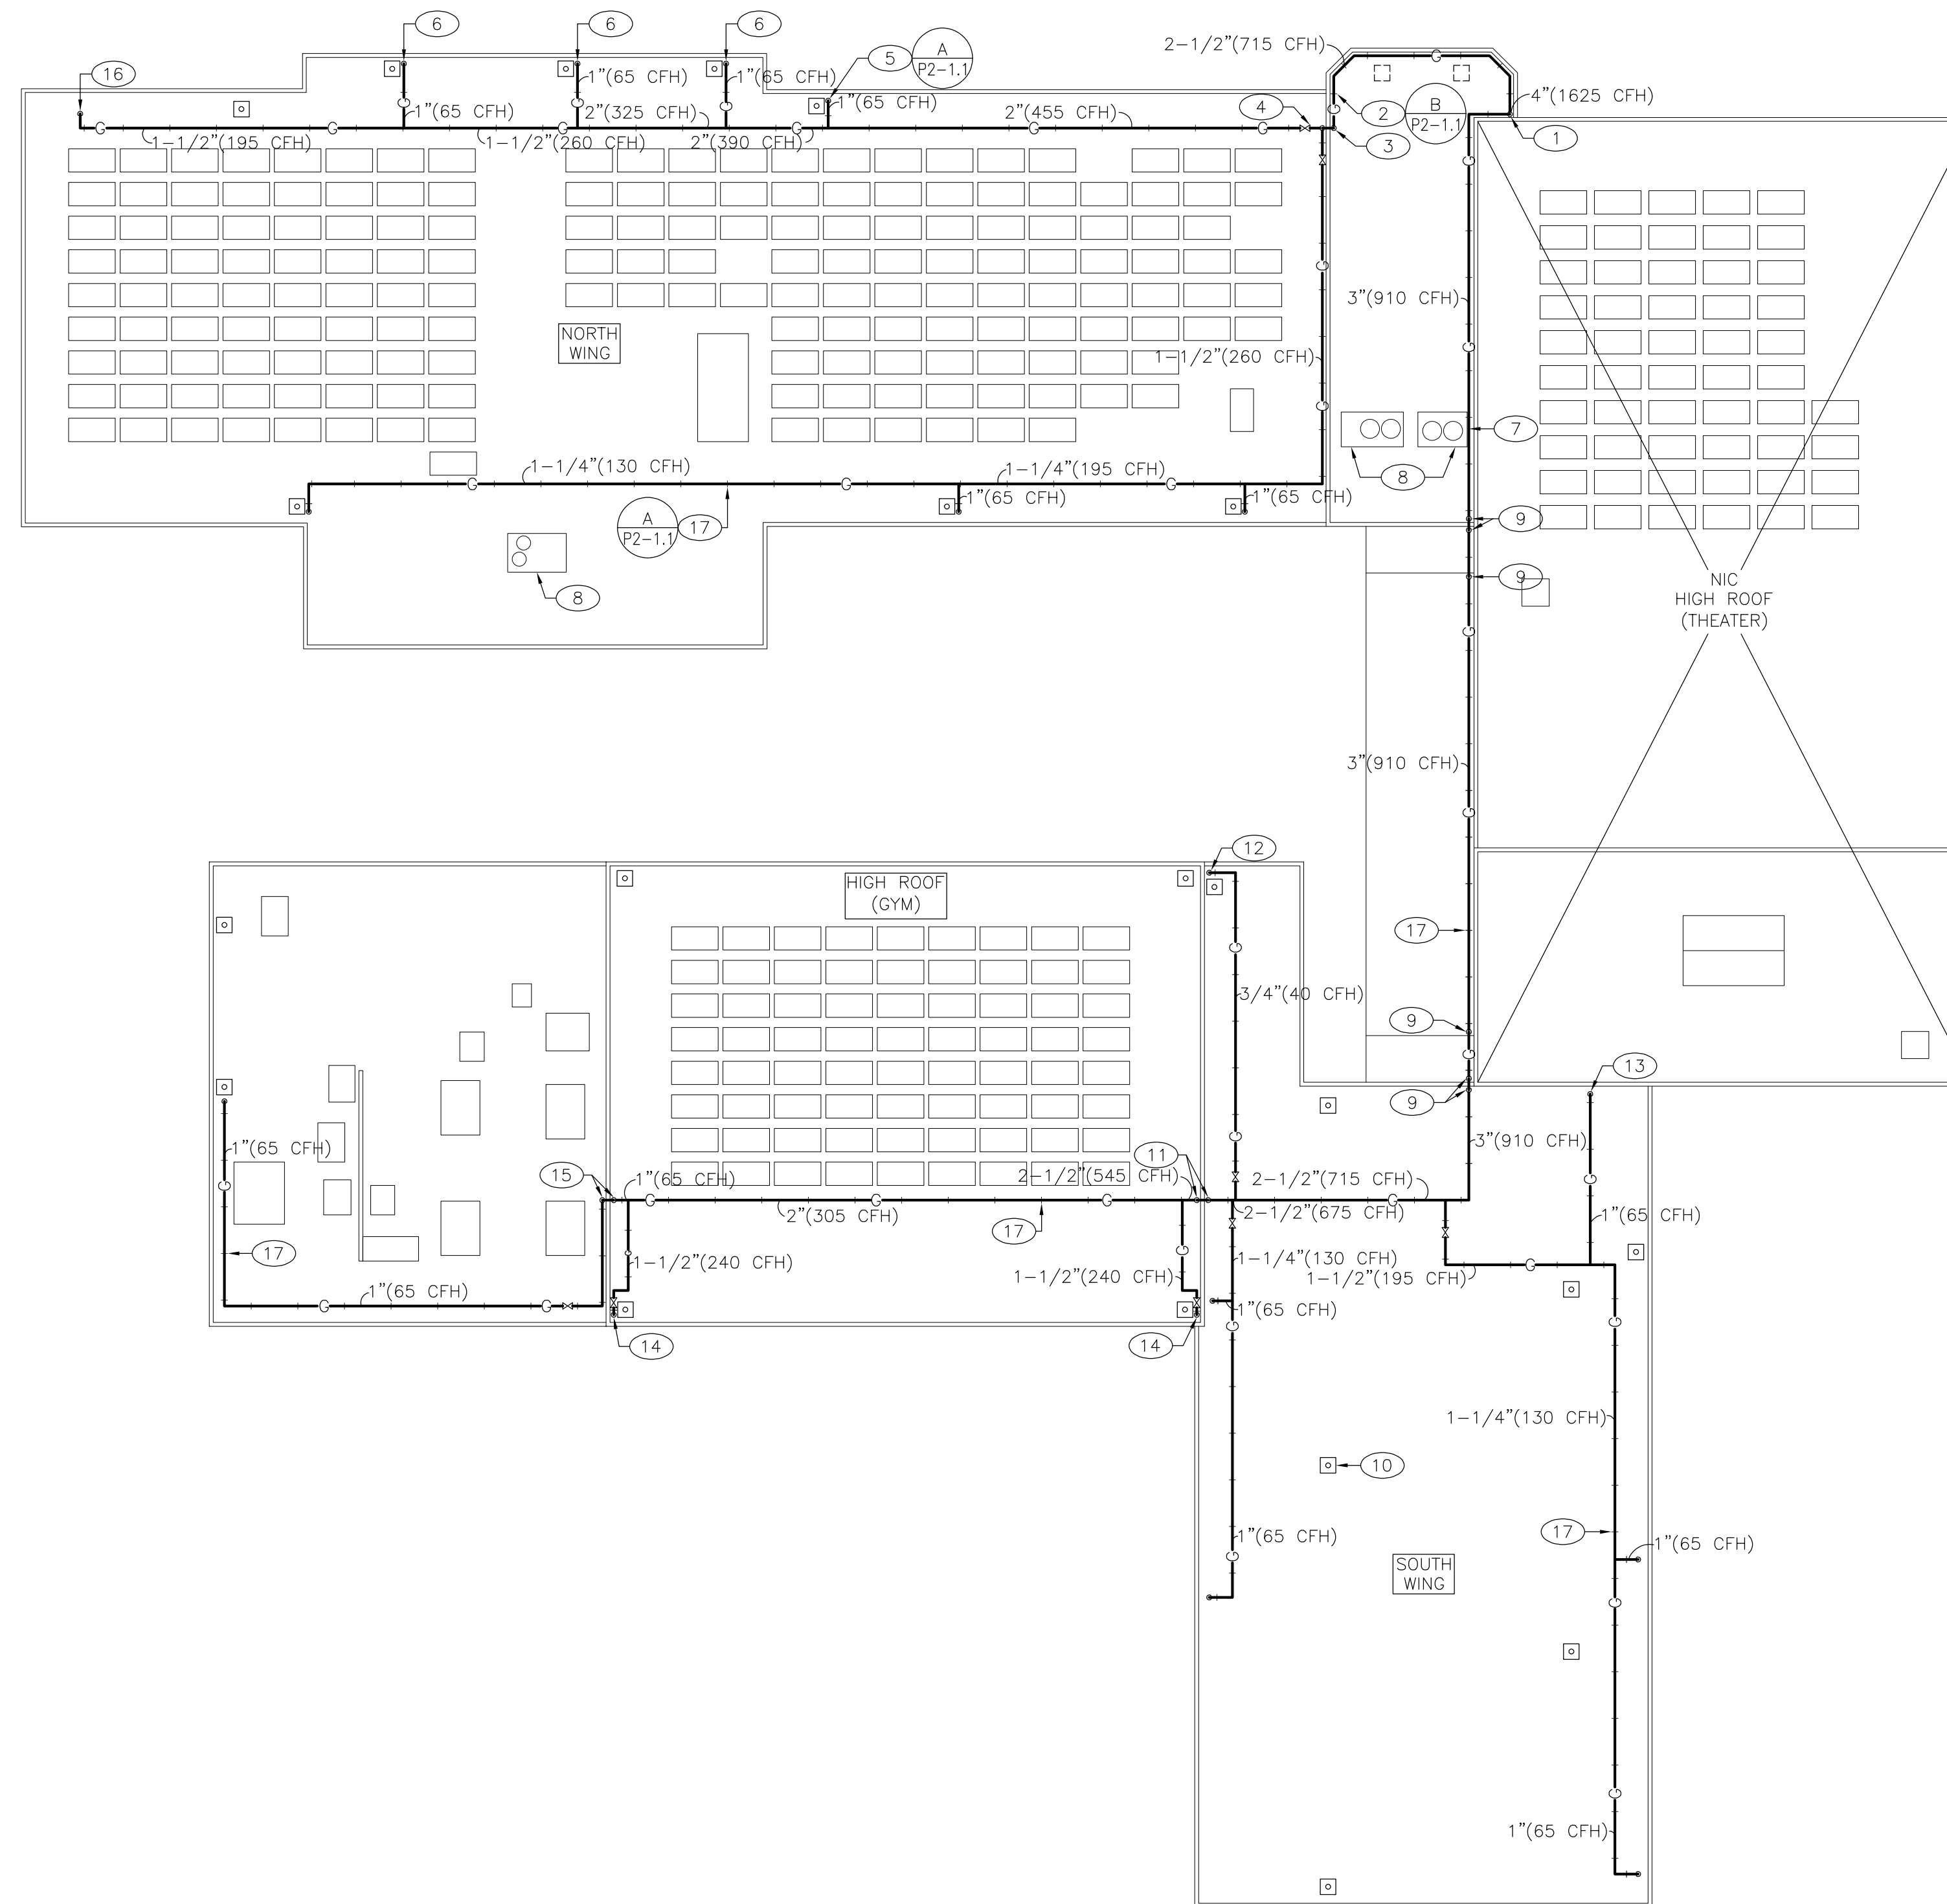 6
6
6
5
A
P2-1.1
2-1/2"(715 CFH)
16
1"(65 CFH)
1"(65 CFH)
1"(65 CFH)
1"(65 CFH)
2"(325 CFH)
1"(65 CFH)
2"(455 CFH)
4
2
B
P2-1.1
4"(1625 CFH)
1-1/2"(195 CFH)
1-1/2"(260 CFH)
2"(390 CFH)
3
1
G
G
G
G
G
G
G
G
G
G
3"(910 CFH)
NORTH
WING
1-1/2"(260 CFH)
7
1-1/4"(130 CFH)
1-1/4"(195 CFH)
8
1"(65 CFH)
1"(65 CFH)
A
P2-1.1
17
9
9
8
NIC
HIGH ROOF
(THEATER)
3"(910 CFH)
12
HIGH ROOF
(GYM)
17
3/4"(40 CFH)
9
13
9
1"(65 CFH)
3"(910 CFH)
11
15
1"(65 CFH)
2-1/2"(545 CFH)
2-1/2"(715 CFH)
2"(305 CFH)
17
2-1/2"(675 CFH)
1"(65 CFH)
17
1-1/2"(240 CFH)
1-1/2"(240 CFH)
1-1/4"(130 CFH)
1-1/2"(195 CFH)
1"(65 CFH)
1"(65 CFH)
14
14
1-1/4"(130 CFH)
10
17
1"(65 CFH)
1"(65 CFH)
SOUTH
WING
1"(65 CFH)